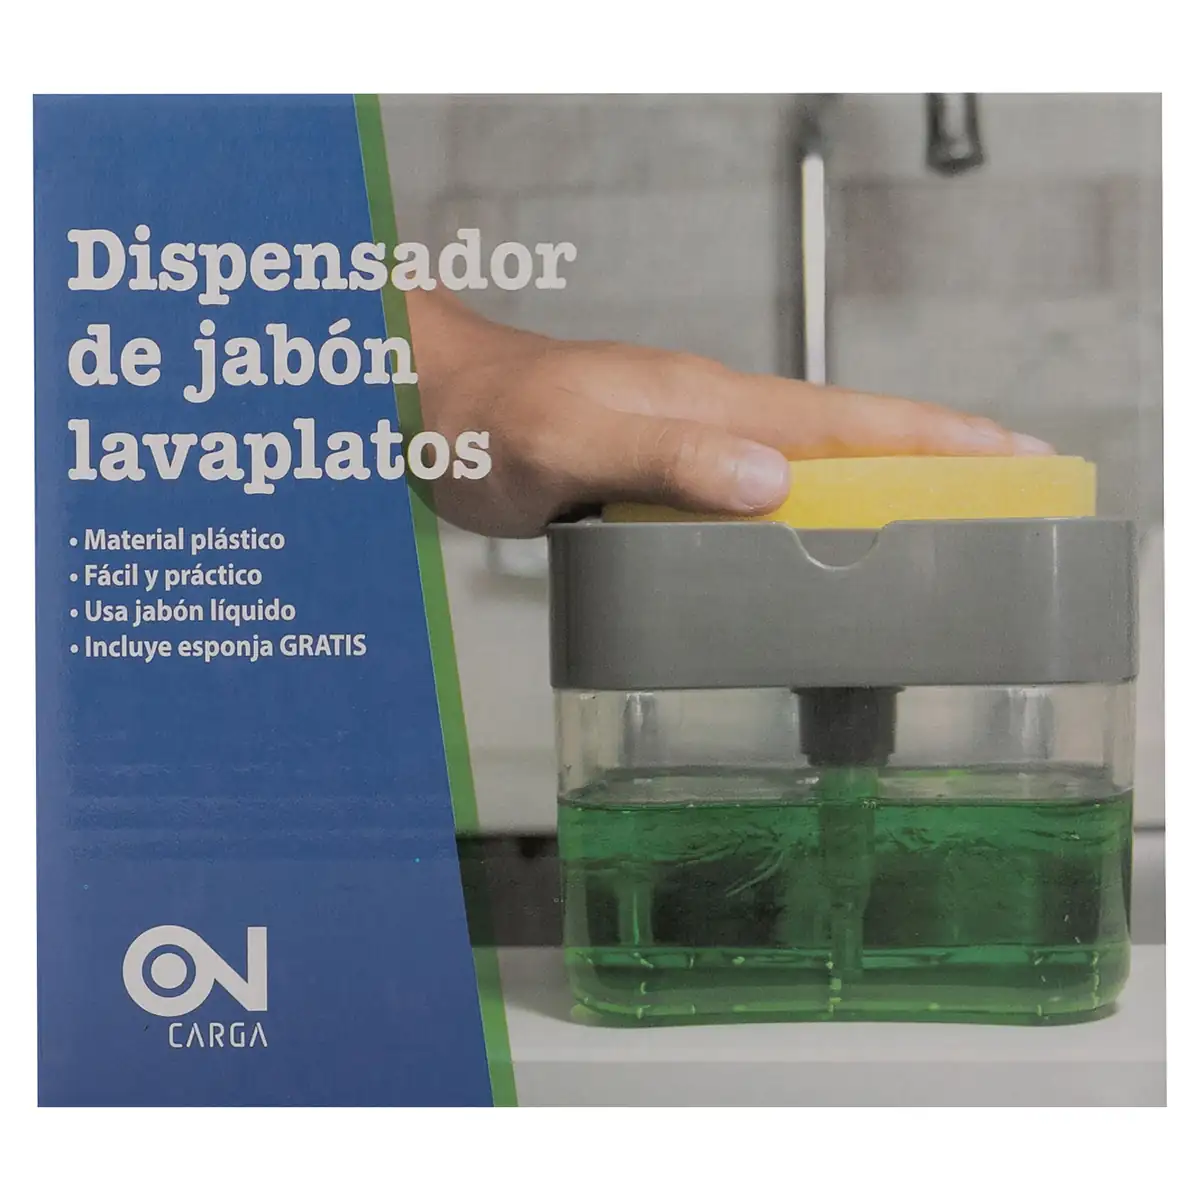 Dispensador
de jabón
lavaplatos
• Material plástico
• Fácil y práctico
• Usa jabón líquido
• Incluye esponja GRATIS
ON
CARGA